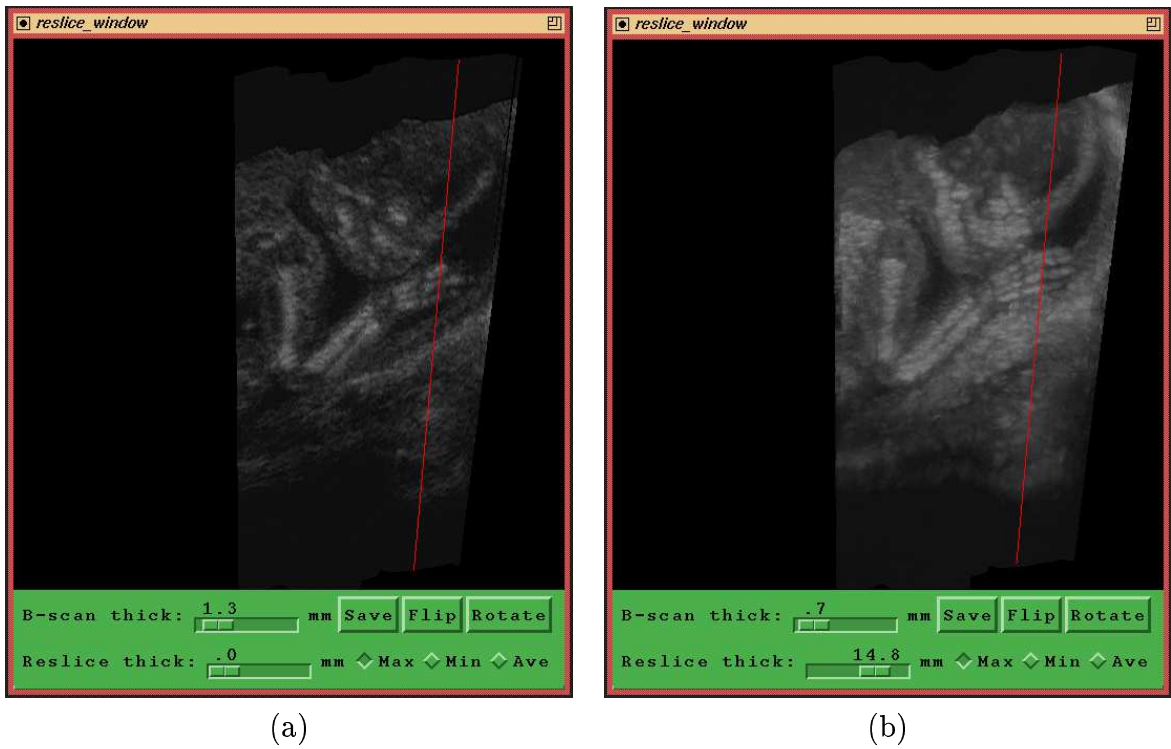 reslice_window
B-scan thick: 1.3 mm Save Flip Rotate
Reslice thick: .0 mm Max Min Ave
(a)
reslice_window
B-scan thick: .7 mm Save Flip Rotate
Reslice thick: 14.8 mm Max Min Ave
(b)